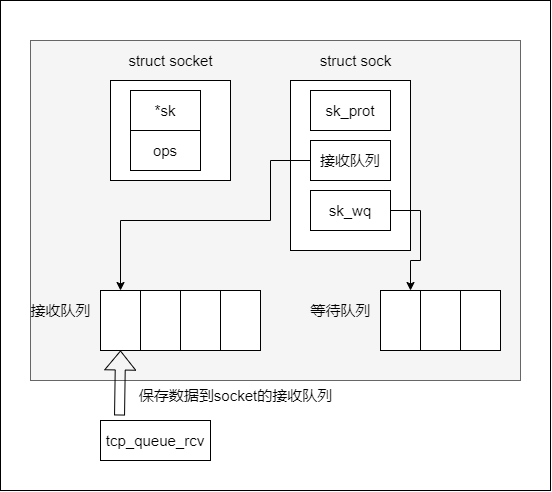 struct socket
struct sock
*sk
ops
sk_prot
接收队列
sk_wq
接收队列
等待队列
保存数据到socket的接收队列
tcp_queue_rcv